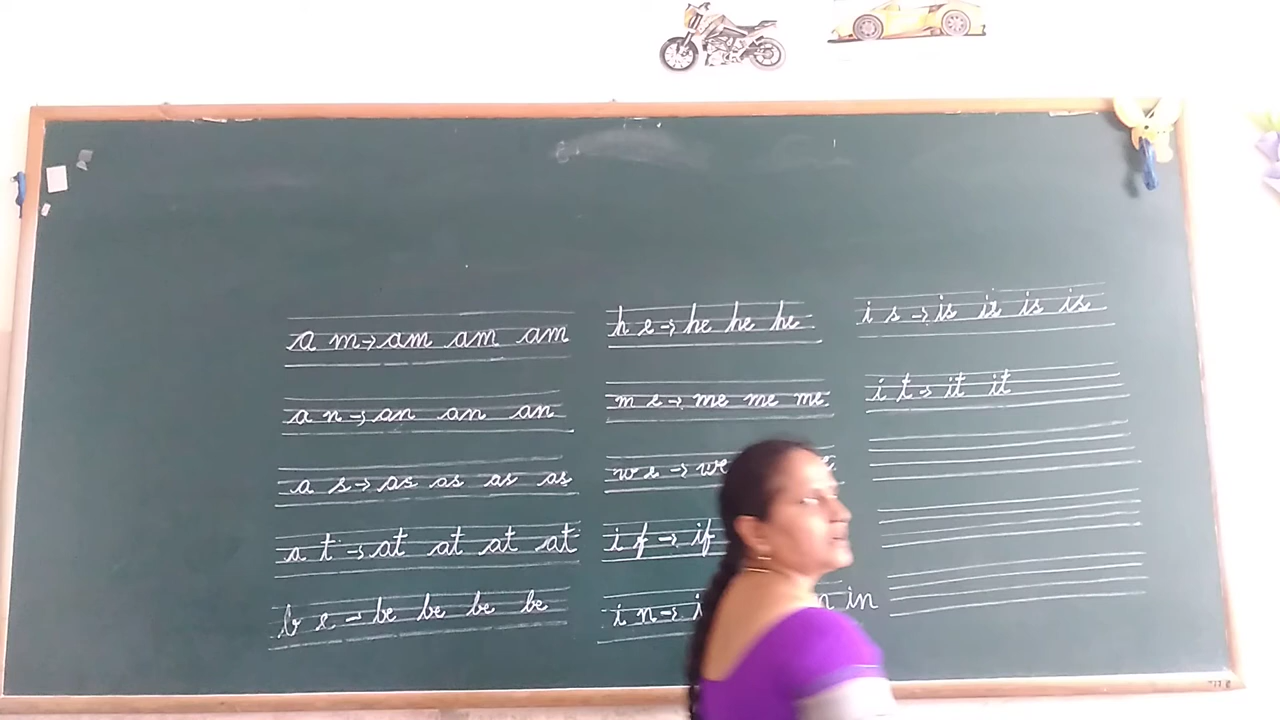 a m→am am am
a n→an an an
a s→as as as as
a t→at at at at
b e→be be be be
h e→he he he
m e→me me me
w e→we
i f→if
i n→ in
i s→is is is is
i t→it it